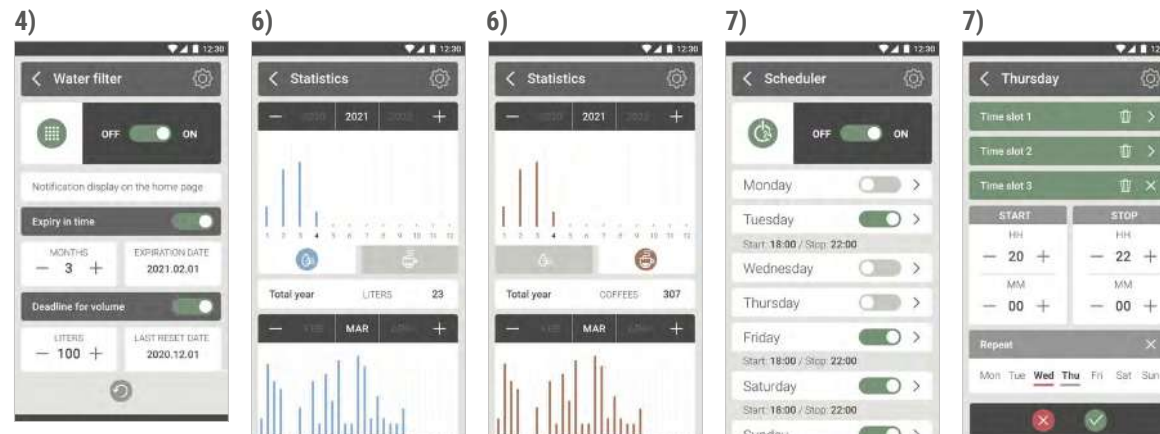 4)
12:30
Water filter
OFF ON
Notification display on the home page
Expiry in time
MONTHS EXPIRATION DATE
— 3 + 2021.02.01
Deadline for volume
LITERS LAST RESET DATE
— 100 + 2020.12.01
6)
12:30
Statistics
— 2020 2021 2022 +
1 2 3 4 5 6 7 8 9 10 11 12
Total year LITERS 23
— FEB MAR +
6)
12:30
Statistics
— 2020 2021 2022 +
1 2 3 4 5 6 7 8 9 10 11 12
Total year COFFEES 307
— FEB MAR +
7)
12:30
Scheduler
OFF ON
Monday
Tuesday
Start: 18:00 / Stop: 22:00
Wednesday
Thursday
Friday
Start: 18:00 / Stop: 22:00
Saturday
Start: 18:00 / Stop: 22:00
Sunday
7)
Thursday
Time slot 1
Time slot 2
Time slot 3
START STOP
HH HH
— 20 + — 22 +
MM MM
— 00 + — 00 +
Repeat
Mon Tue Wed Thu Fri Sat Sun